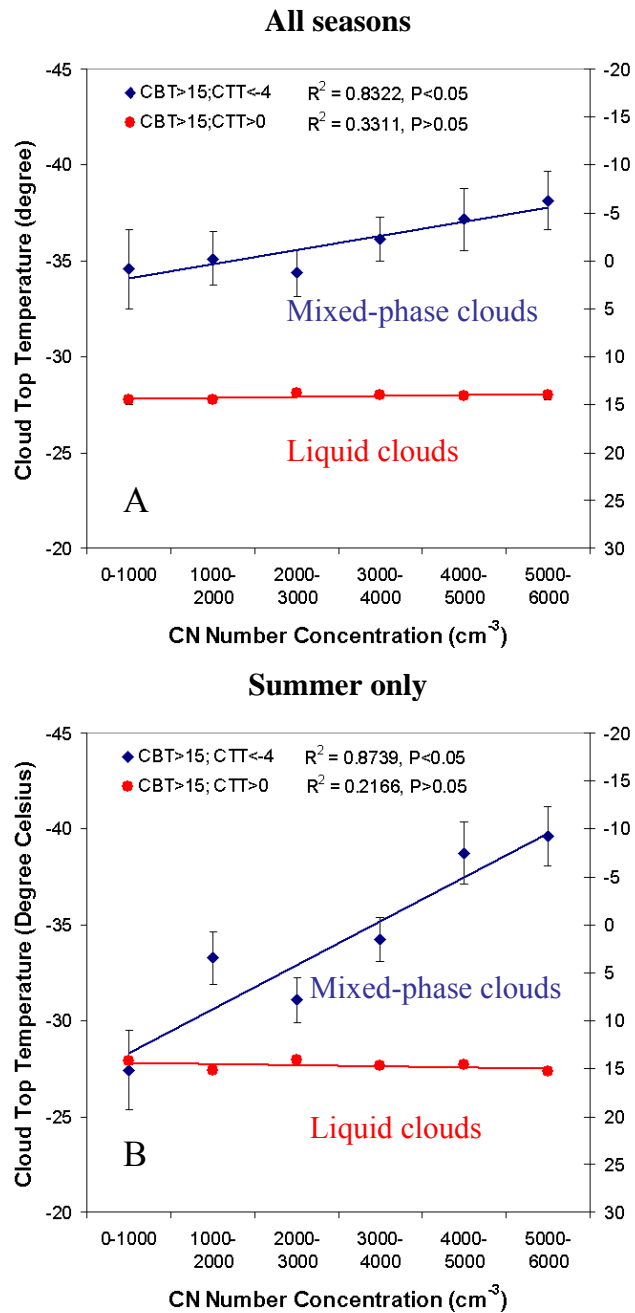 All seasons
-45
-40
-35
-30
-25
-20
-20
-15
-10
-5
0
5
10
15
20
25
30
Cloud Top Temperature (degree)
CBT>15;CTT<-4 R² = 0.8322, P<0.05
CBT>15;CTT>0 R² = 0.3311, P>0.05
Mixed-phase clouds
Liquid clouds
A
0-1000 1000- 2000- 3000- 4000- 5000-
2000 3000 4000 5000 6000
CN Number Concentration (cm⁻³)
Summer only
-45
-40
-35
-30
-25
-20
-20
-15
-10
-5
0
5
10
15
20
25
30
Cloud Top Temperature (Degree Celsius)
CBT>15; CTT<-4 R² = 0.8739, P<0.05
CBT>15; CTT>0 R² = 0.2166, P>0.05
Mixed-phase clouds
Liquid clouds
B
0-1000 1000- 2000- 3000- 4000- 5000-
2000 3000 4000 5000 6000
CN Number Concentration (cm⁻³)